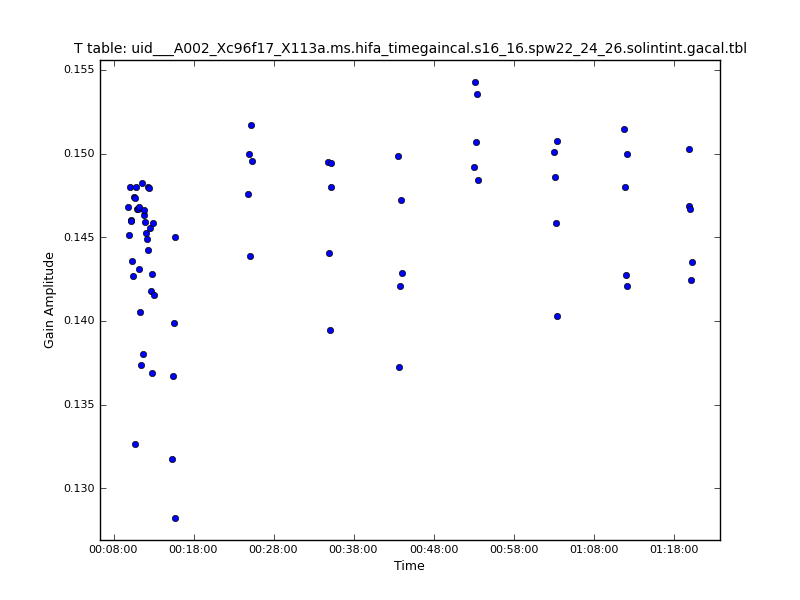 T table: uid___A002_Xc96f17_X113a.ms.hifa_timegaincal.s16_16.spw22_24_26.solintint.gacal.tbl
0.155
0.150
0.145
0.140
0.135
0.130
Gain Amplitude
00:08:00 00:18:00 00:28:00 00:38:00 00:48:00 00:58:00 01:08:00 01:18:00
Time